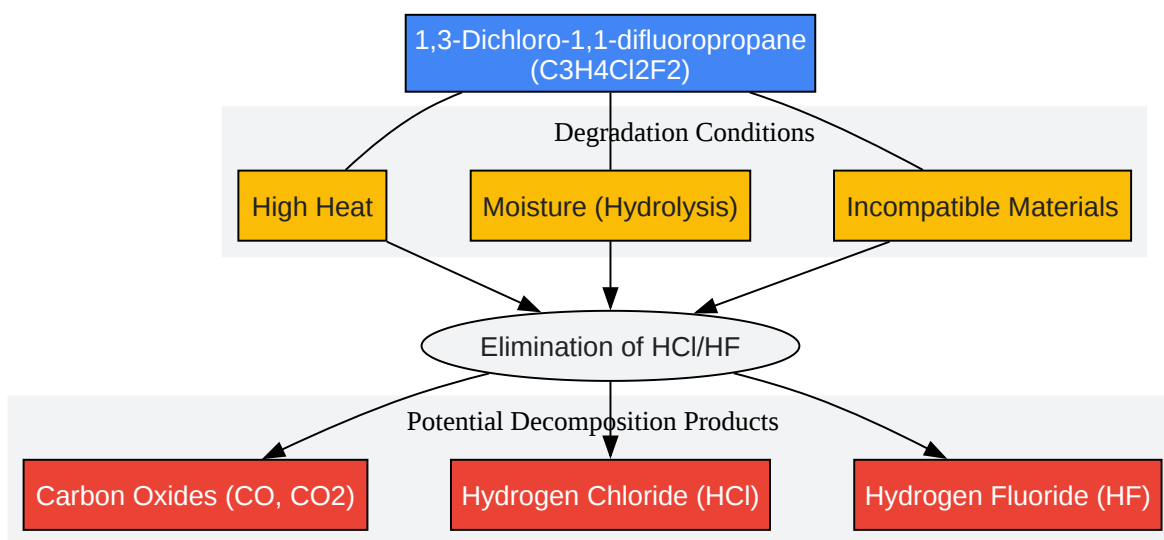 1,3-Dichloro-1,1-difluoropropane
(C3H4Cl2F2)
Degradation Conditions
High Heat
Moisture (Hydrolysis)
Incompatible Materials
Elimination of HCl/HF
Potential Decomposition Products
Carbon Oxides (CO, CO2)
Hydrogen Chloride (HCl)
Hydrogen Fluoride (HF)